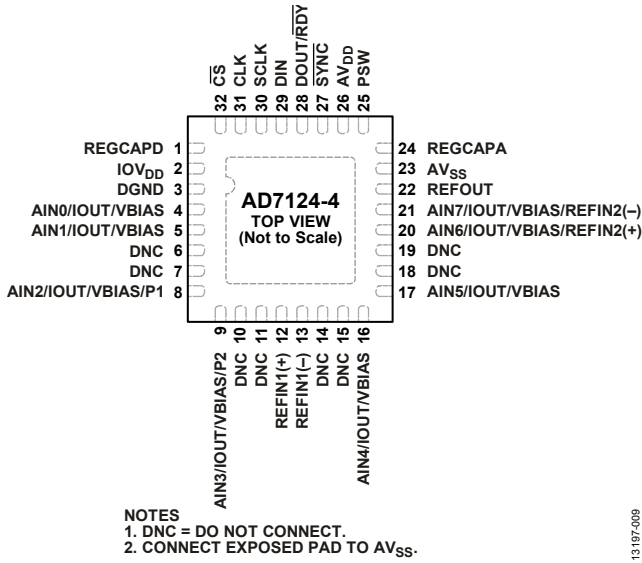 32 CS
31 CLK
30 SCLK
29 DIN
28 DOUT/RDY
27 SYNC
26 AVDD
25 PSW
REGCAPD 1
IOVDD 2
DGND 3
AIN0/IOUT/VBIAS 4
AIN1/IOUT/VBIAS 5
DNC 6
DNC 7
AIN2/IOUT/VBIAS/P1 8
AD7124-4
TOP VIEW
(Not to Scale)
24 REGCAPA
23 AVSS
22 REFOUT
21 AIN7/IOUT/VBIAS/REFIN2(–)
20 AIN6/IOUT/VBIAS/REFIN2(+)
19 DNC
18 DNC
17 AIN5/IOUT/VBIAS
AIN3/IOUT/VBIAS/P2 9
DNC 10
DNC 11
REFIN1(+) 12
REFIN1(–) 13
DNC 14
DNC 15
AIN4/IOUT/VBIAS 16
NOTES
1. DNC = DO NOT CONNECT.
2. CONNECT EXPOSED PAD TO AVSS.
13197-009